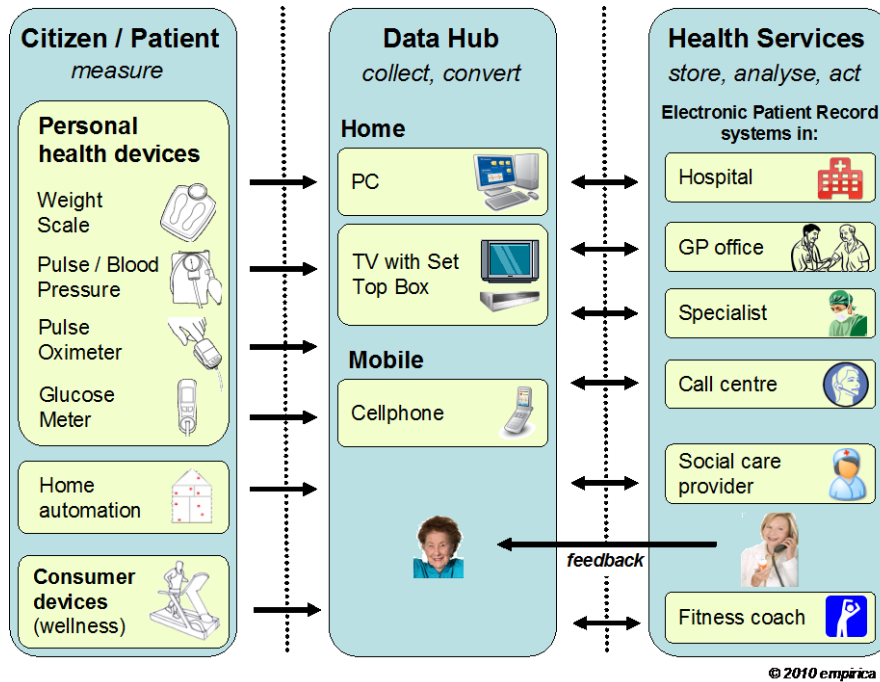 Citizen / Patient
measure
Personal
health devices
Weight
Scale
Pulse / Blood
Pressure
Pulse
Oximeter
Glucose
Meter
Home
automation
Consumer
devices
(wellness)
Data Hub
collect, convert
Home
PC
TV with Set
Top Box
Mobile
Cellphone
feedback
Health Services
store, analyse, act
Electronic Patient Record
systems in:
Hospital
GP office
Specialist
Call centre
Social care
provider
Fitness coach
© 2010 empirica